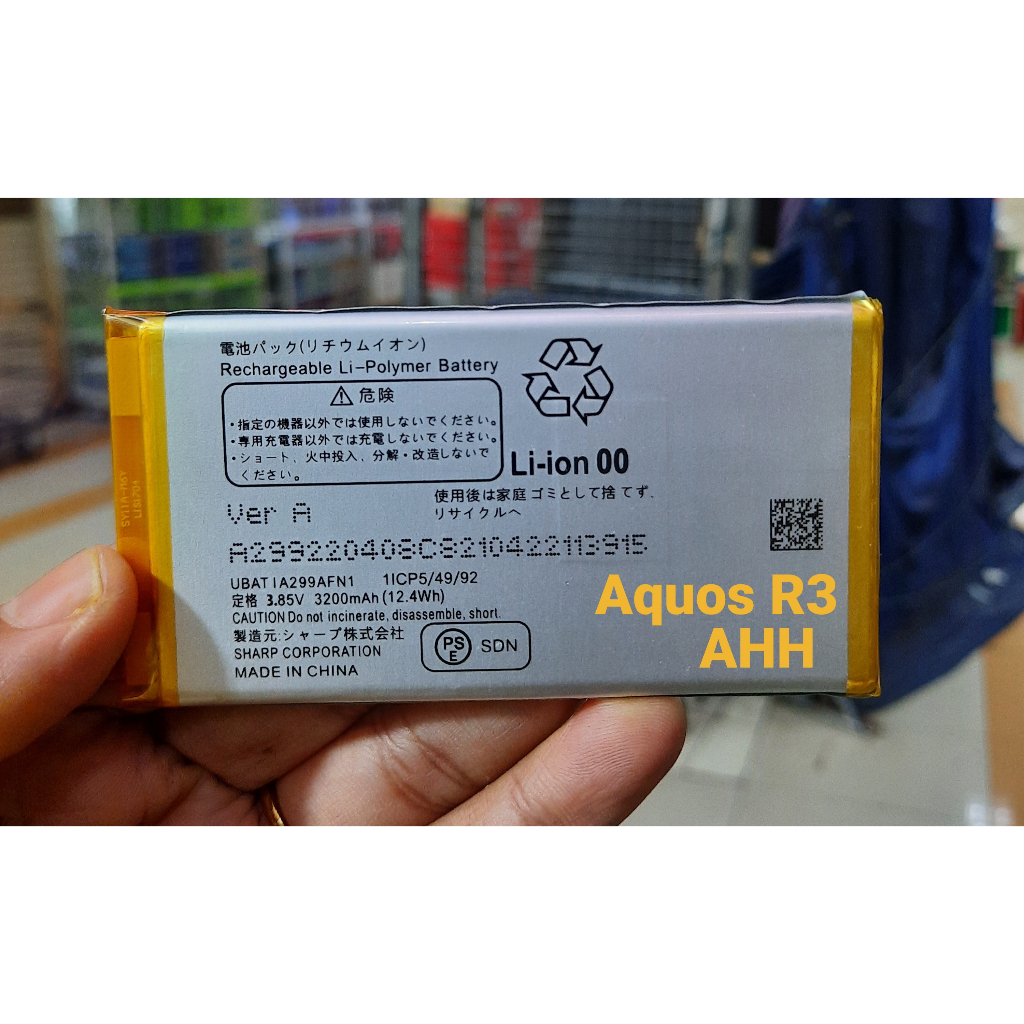 電池パック(リチウムイオン)
Rechargeable Li-Polymer Battery
⚠ 危険
・指定の機器以外では使用しないでください。
・専用充電器以外では充電しないでください。
・ショート、火中投入、分解・改造しないで
ください。
Li-ion 00
使用後は家庭ゴミとして捨てず、
リサイクルへ
Ver A
A299220408C8210422113915
UBATIA299AFN1 1ICP5/49/92
定格 3.85V 3200mAh (12.4Wh)
CAUTION Do not incinerate, disassemble, short.
製造元:シャープ株式会社
SHARP CORPORATION
MADE IN CHINA
PS
E
SDN
Aquos R3
AHH